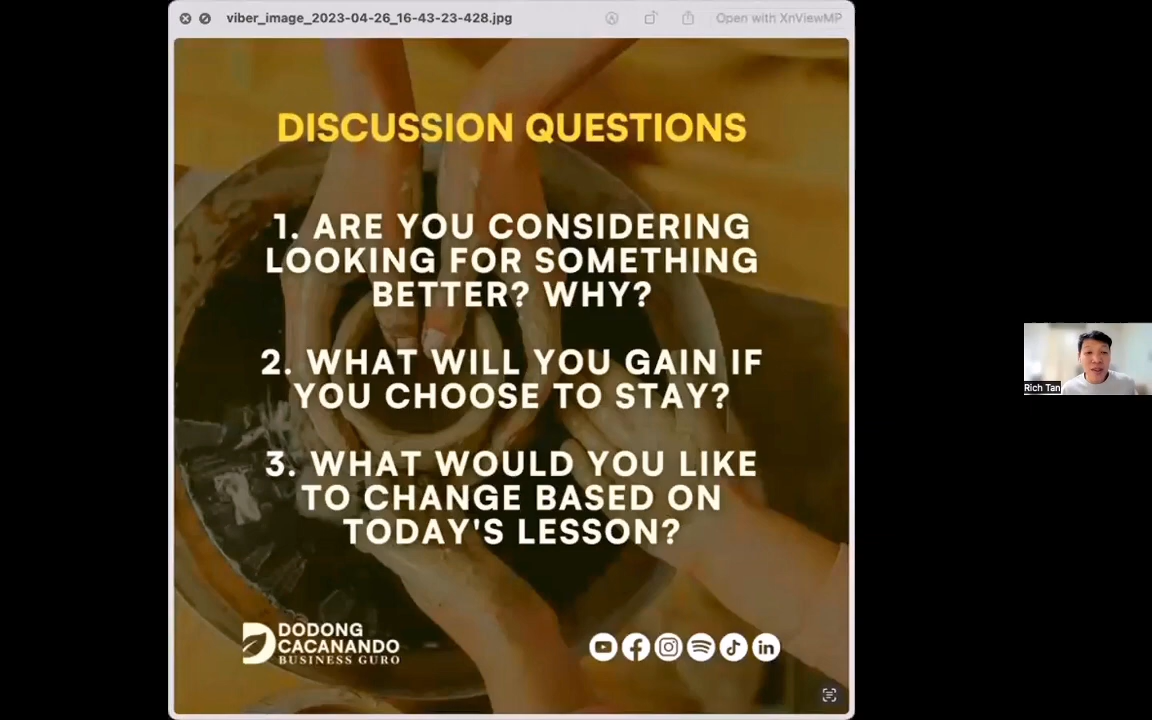 viber_image_2023-04-26_16-43-23-428.jpg
Open with XnViewMP
DISCUSSION QUESTIONS
1. ARE YOU CONSIDERING
LOOKING FOR SOMETHING
BETTER? WHY?
2. WHAT WILL YOU GAIN IF
YOU CHOOSE TO STAY?
3. WHAT WOULD YOU LIKE
TO CHANGE BASED ON
TODAY'S LESSON?
DODONG
CACANANDO
BUSINESS GURO
Rich Tan